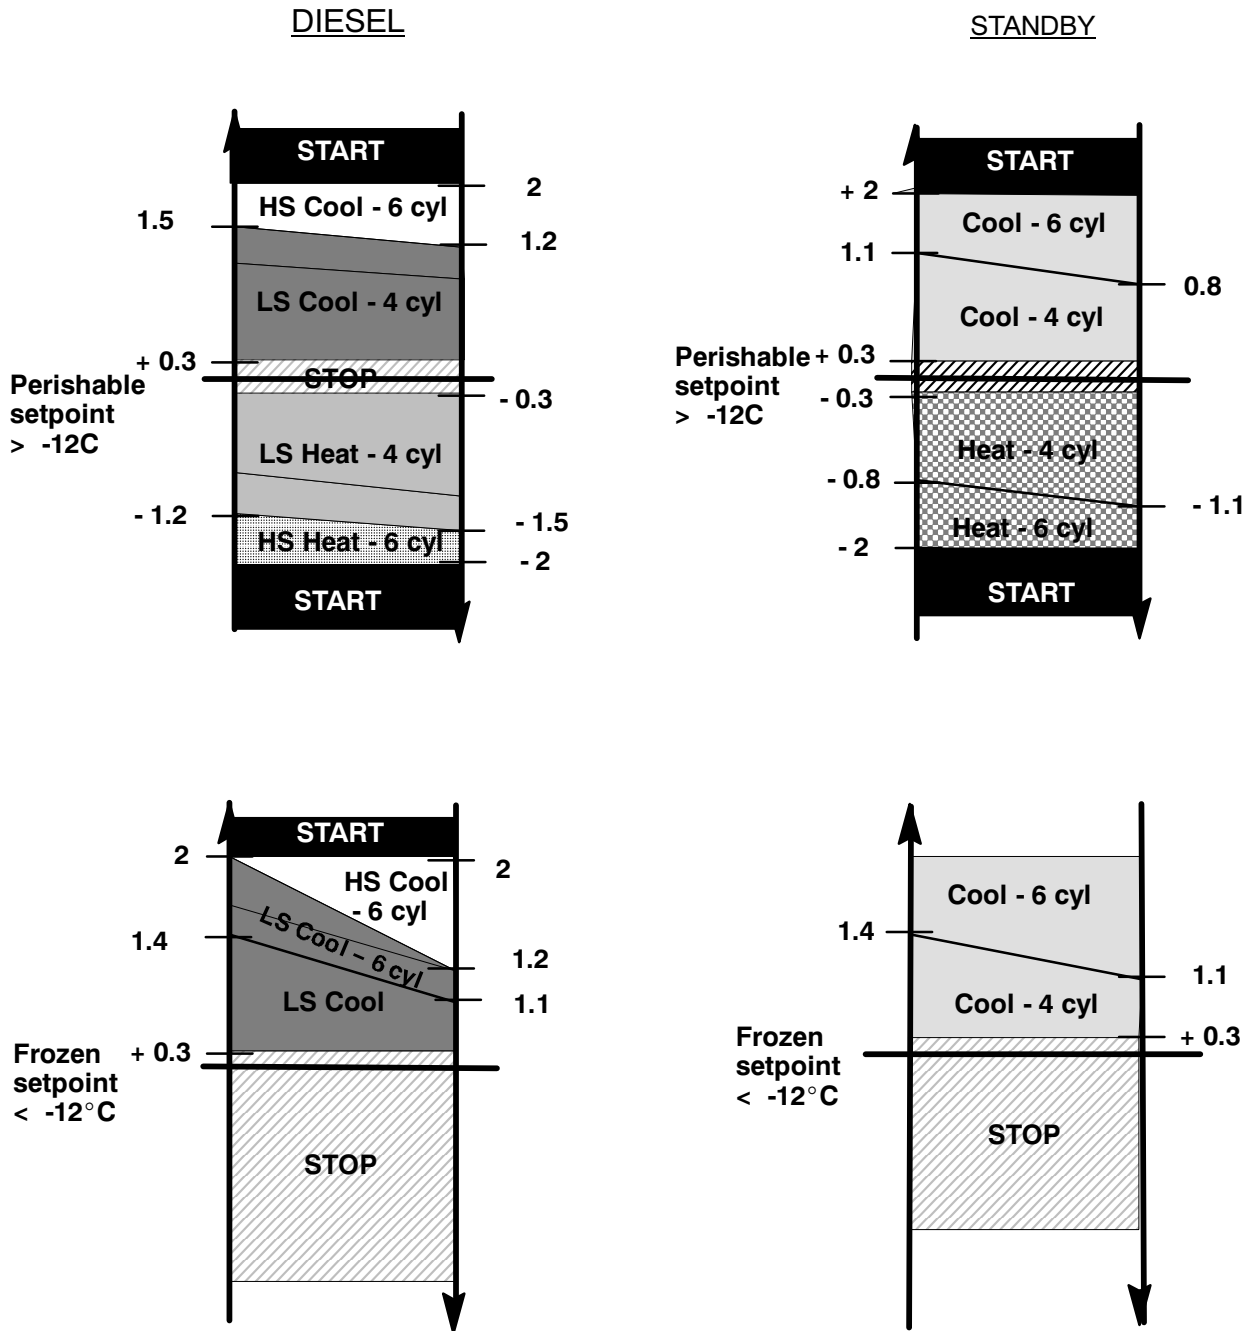 DIESEL
STANDBY
START
2
HS Cool - 6 cyl
1.5
1.2
LS Cool - 4 cyl
+ 0.3
STOP
Perishable
setpoint
> -12C
- 0.3
LS Heat - 4 cyl
- 1.2
- 1.5
HS Heat - 6 cyl
- 2
START
START
+ 2
Cool - 6 cyl
1.1
0.8
Cool - 4 cyl
Perishable
setpoint
> -12C
+ 0.3
- 0.3
Heat - 4 cyl
- 0.8
- 1.1
Heat - 6 cyl
- 2
START
START
2
2
HS Cool
- 6 cyl
LS Cool – 6 cyl
1.4
1.2
1.1
LS Cool
Frozen
setpoint
< -12°C
+ 0.3
STOP
Cool - 6 cyl
1.4
1.1
Cool - 4 cyl
+ 0.3
Frozen
setpoint
< -12°C
STOP